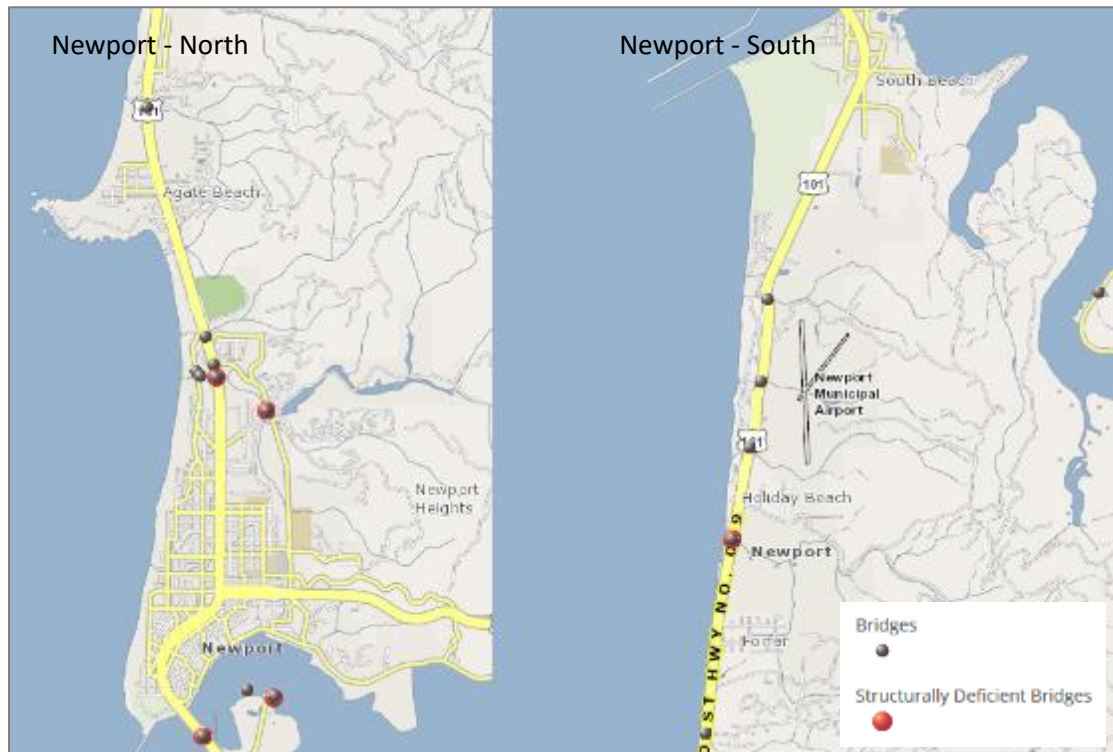 Newport - North
Newport - South
101
Agate Beach
Newport
Heights
Newport
South Beach
101
Newport
Municipal
Airport
101
Holiday Beach
Newport
Bridges
Structurally Deficient Bridges